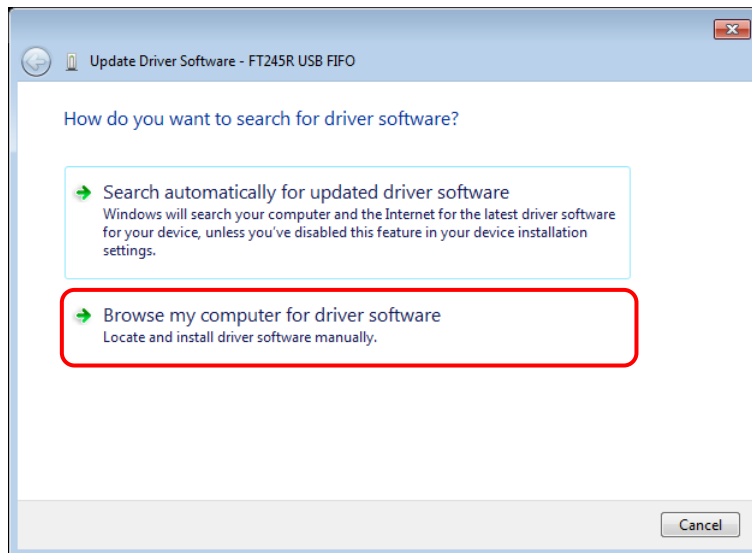 Update Driver Software - FT245R USB FIFO
How do you want to search for driver software?
Search automatically for updated driver software
Windows will search your computer and the Internet for the latest driver software
for your device, unless you've disabled this feature in your device installation
settings.
Browse my computer for driver software
Locate and install driver software manually.
Cancel